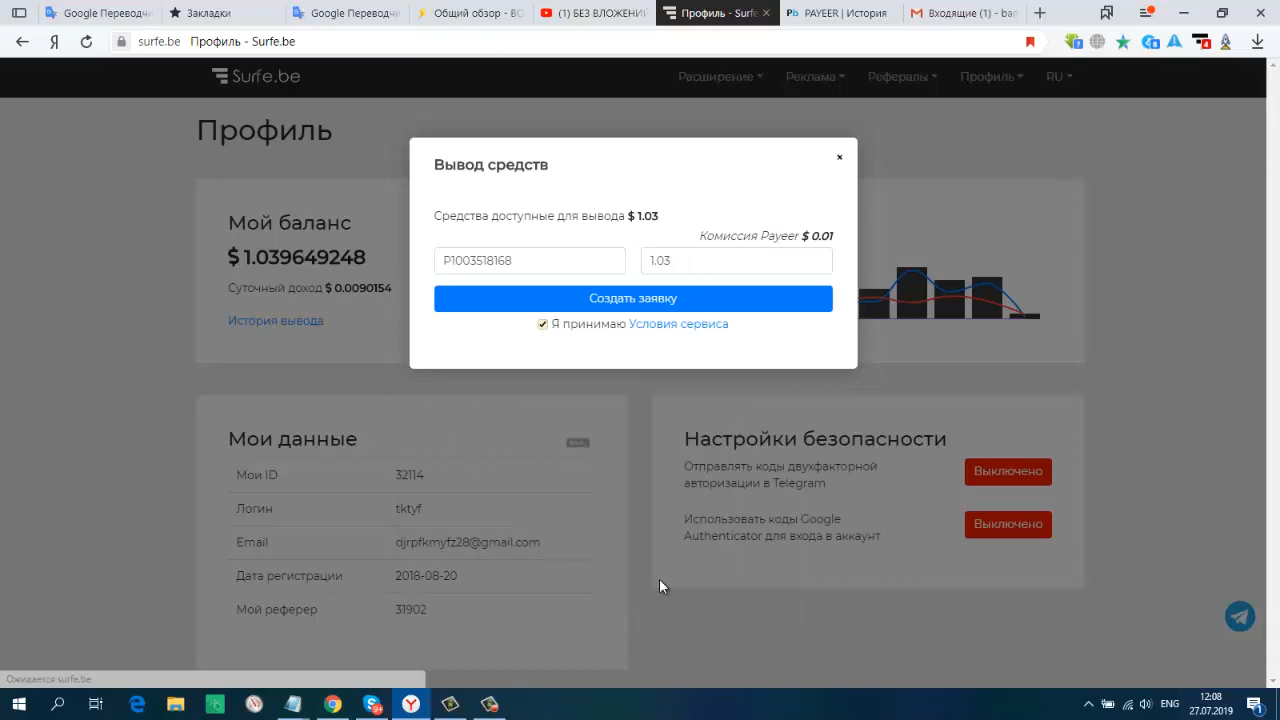 Google Переводч
Закладки
Google Переводч
Общий обзор - ВС
(1) БЕЗ ВЛОЖЕНИЙ
Профиль - Surfe
PAYEER | История
Входящие (1) - bar
surfe.be Профиль - Surfe.be
Surfe.be
Расширение
Реклама
Рефералы
Профиль
RU
Профиль
Вывод средств
Средства доступные для вывода $ 1.03
Комиссия Payeer $ 0.01
P1003518168
1.03
Создать заявку
Я принимаю Условия сервиса
Мой баланс
$ 1.039649248
Суточный доход $ 0.0090154
История вывода
Мои данные
Мои ID 32114
Логин tktyf
Email djrpfkmyfz28@gmail.com
Дата регистрации 2018-08-20
Мой реферер 31902
Настройки безопасности
Отправлять коды двухфакторной
авторизации в Telegram
Выключено
Использовать коды Google
Authenticator для входа в аккаунт
Выключено
Ожидается surfe.be
ENG
12:08
27.07.2019